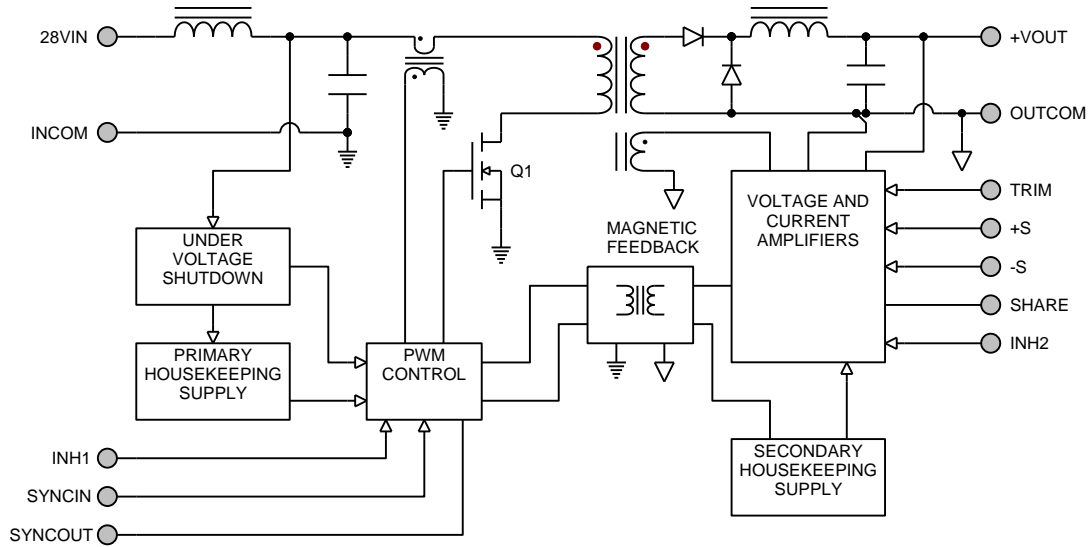 28VIN
+VOUT
INCOM
OUTCOM
Q1
TRIM
+S
-S
SHARE
INH2
VOLTAGE AND
CURRENT
AMPLIFIERS
MAGNETIC
FEEDBACK
UNDER
VOLTAGE
SHUTDOWN
PRIMARY
HOUSEKEEPING
SUPPLY
PWM
CONTROL
SECONDARY
HOUSEKEEPING
SUPPLY
INH1
SYNCIN
SYNCOUT